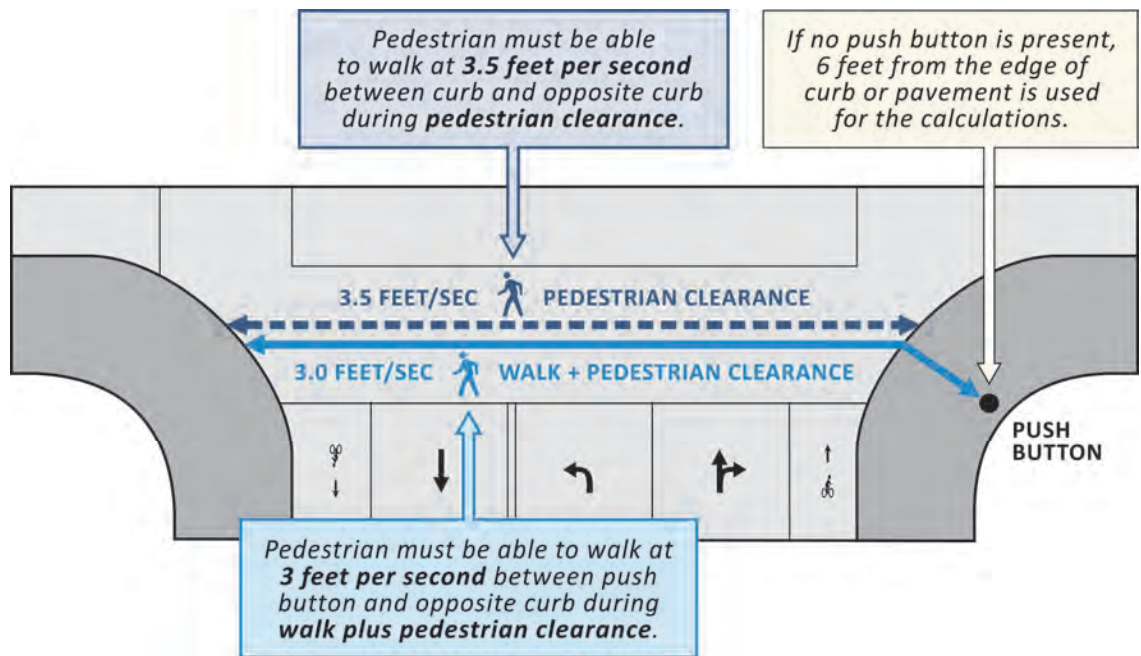 Pedestrian must be able
to walk at 3.5 feet per second
between curb and opposite curb
during pedestrian clearance.
If no push button is present,
6 feet from the edge of
curb or pavement is used
for the calculations.
3.5 FEET/SEC PEDESTRIAN CLEARANCE
3.0 FEET/SEC WALK + PEDESTRIAN CLEARANCE
PUSH
BUTTON
Pedestrian must be able to walk at
3 feet per second between push
button and opposite curb during
walk plus pedestrian clearance.